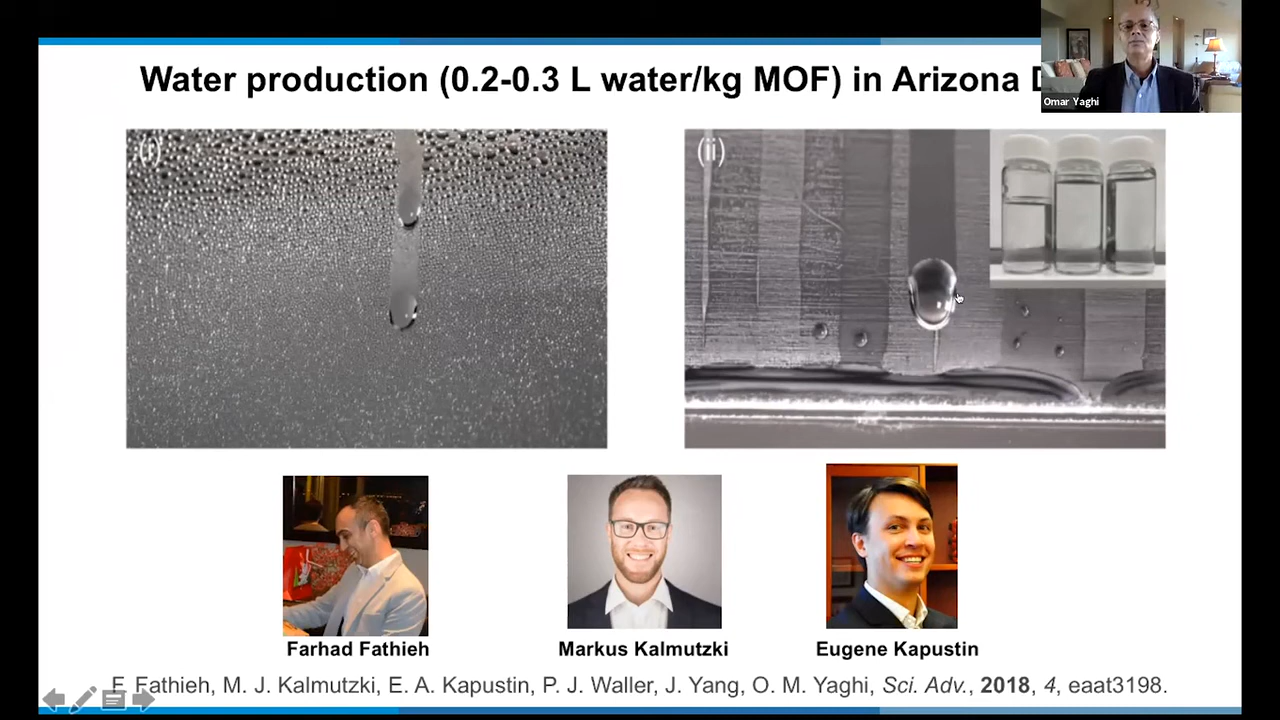 Water production (0.2-0.3 L water/kg MOF) in Arizona
Omar Yaghi
(i)
(ii)
Farhad Fathieh
Markus Kalmutzki
Eugene Kapustin
F. Fathieh, M. J. Kalmutzki, E. A. Kapustin, P. J. Waller, J. Yang, O. M. Yaghi, Sci. Adv., 2018, 4, eaat3198.